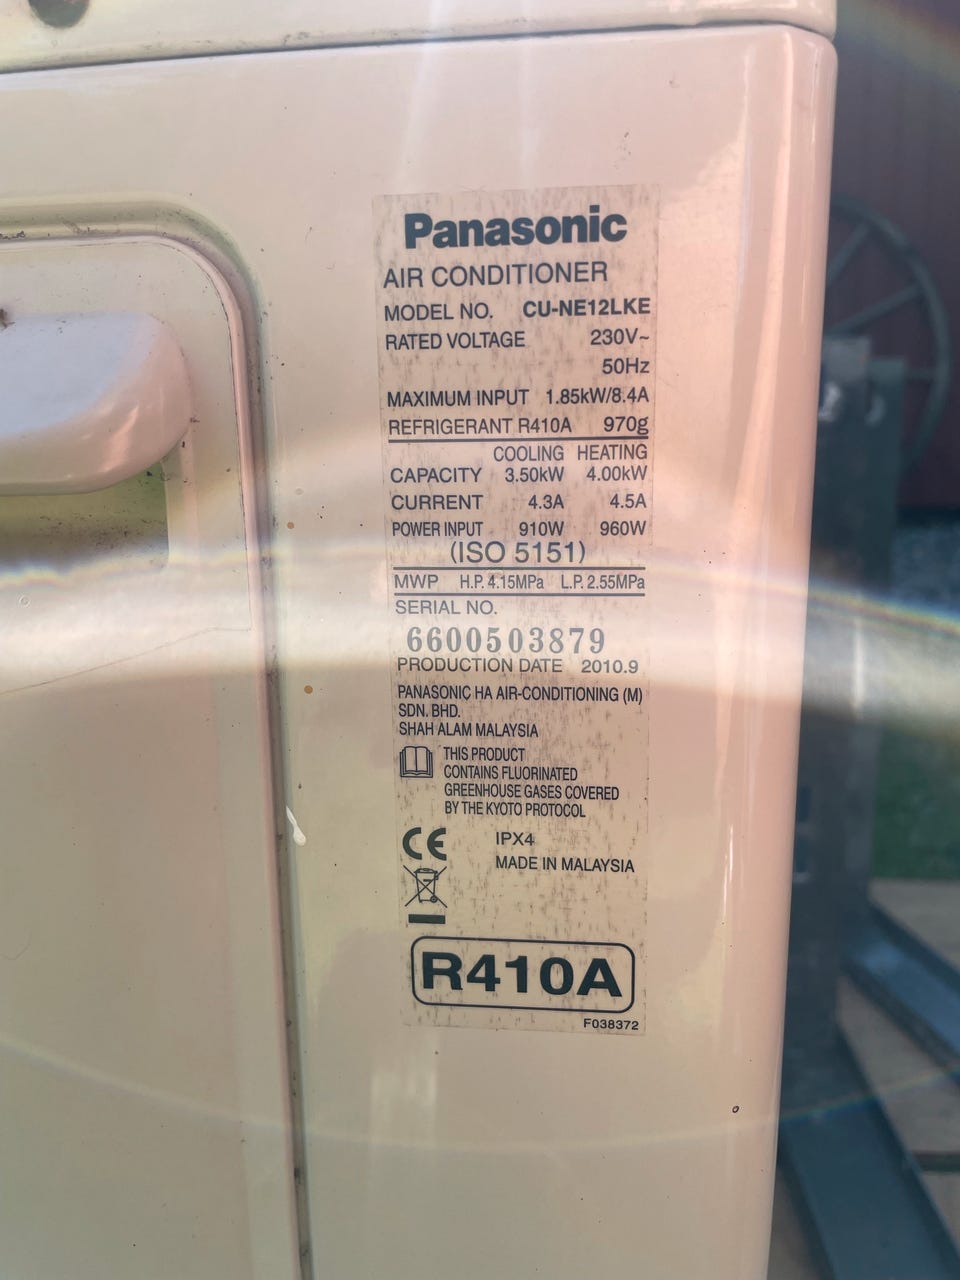 Panasonic
AIR CONDITIONER
MODEL NO. CU-NE12LKE
RATED VOLTAGE 230V~
50Hz
MAXIMUM INPUT 1.85kW/8.4A
REFRIGERANT R410A 970g
COOLING HEATING
CAPACITY 3.50kW 4.00kW
CURRENT 4.3A 4.5A
POWER INPUT 910W 960W
(ISO 5151)
MWP H.P. 4.15MPa L.P. 2.55MPa
SERIAL NO.
6600503879
PRODUCTION DATE 2010.9
PANASONIC HA AIR-CONDITIONING (M)
SDN. BHD.
SHAH ALAM MALAYSIA
THIS PRODUCT
CONTAINS FLUORINATED
GREENHOUSE GASES COVERED
BY THE KYOTO PROTOCOL
CE IPX4
MADE IN MALAYSIA
R410A
F038372